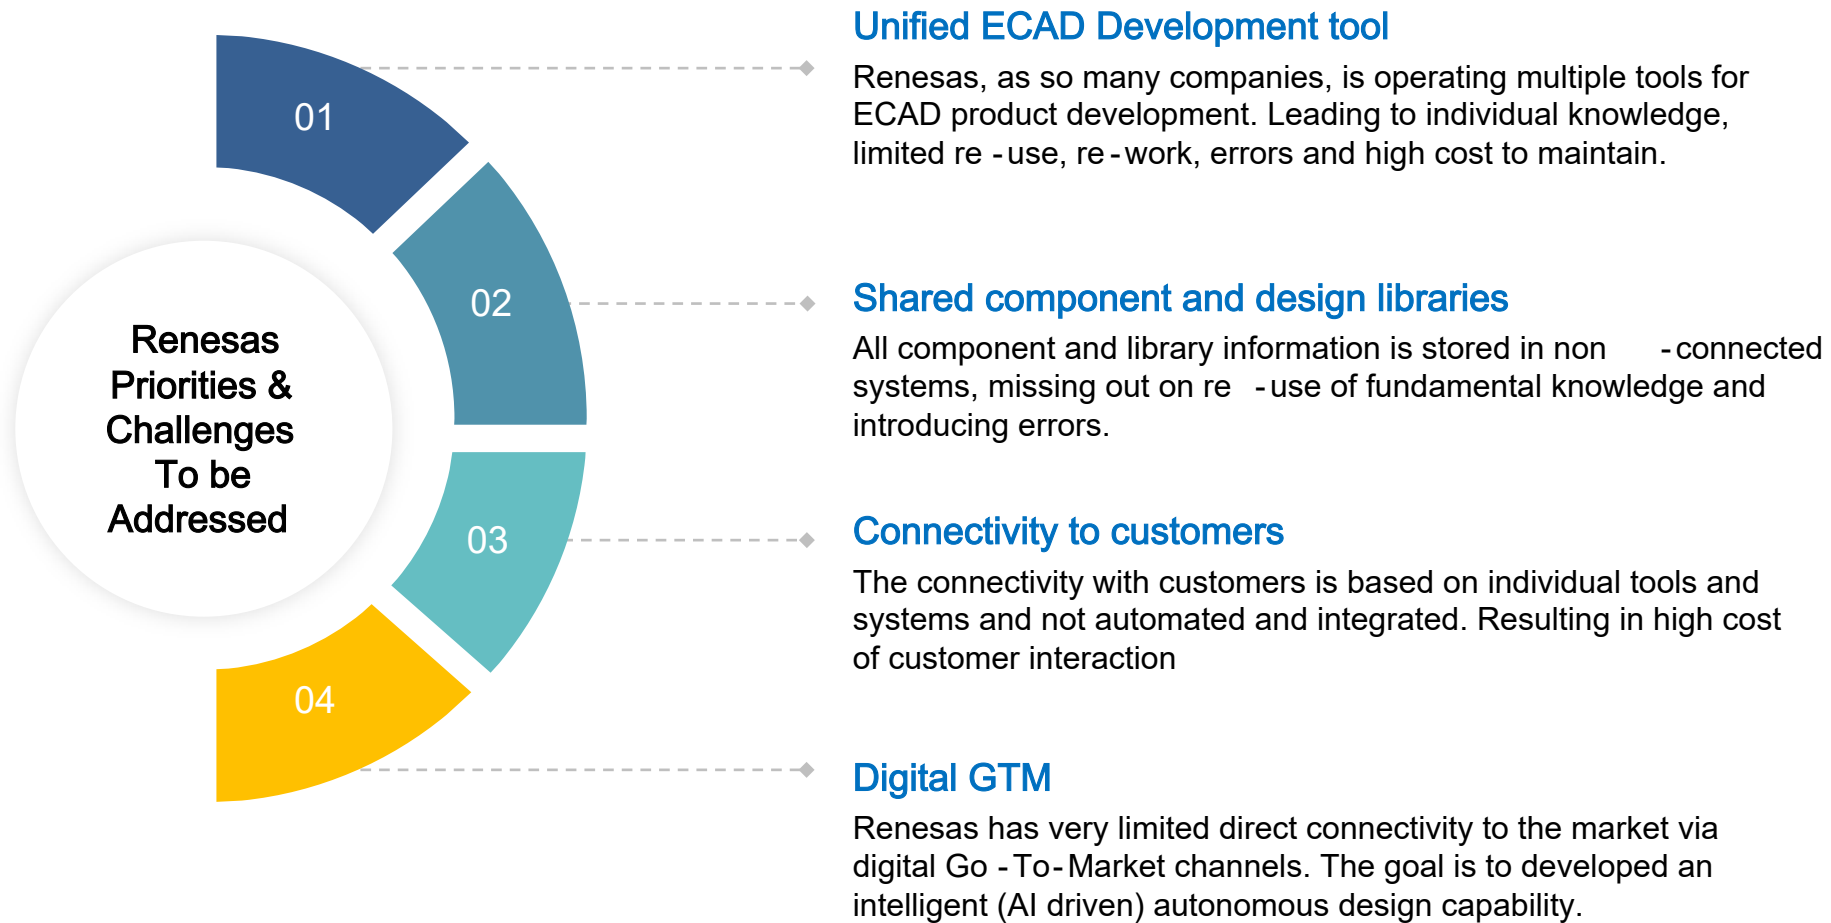 Renesas
Priorities &
Challenges
To be
Addressed
01
Unified ECAD Development tool
Renesas, as so many companies, is operating multiple tools for
ECAD product development. Leading to individual knowledge,
limited re -use, re-work, errors and high cost to maintain.
02
Shared component and design libraries
All component and library information is stored in non -connected
systems, missing out on re -use of fundamental knowledge and
introducing errors.
03
Connectivity to customers
The connectivity with customers is based on individual tools and
systems and not automated and integrated. Resulting in high cost
of customer interaction
04
Digital GTM
Renesas has very limited direct connectivity to the market via
digital Go -To-Market channels. The goal is to developed an
intelligent (AI driven) autonomous design capability.